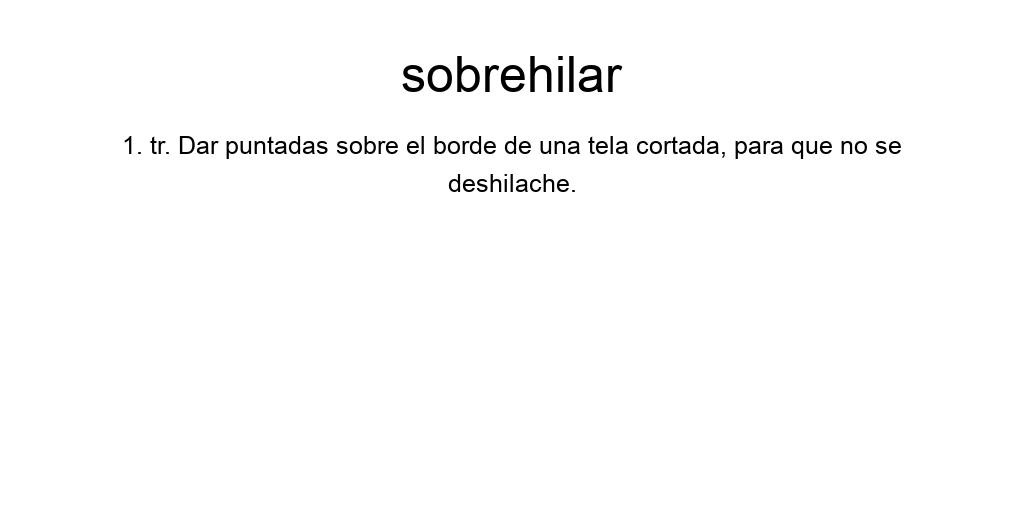 sobrehilar
1. tr. Dar puntadas sobre el borde de una tela cortada, para que no se
deshilache.